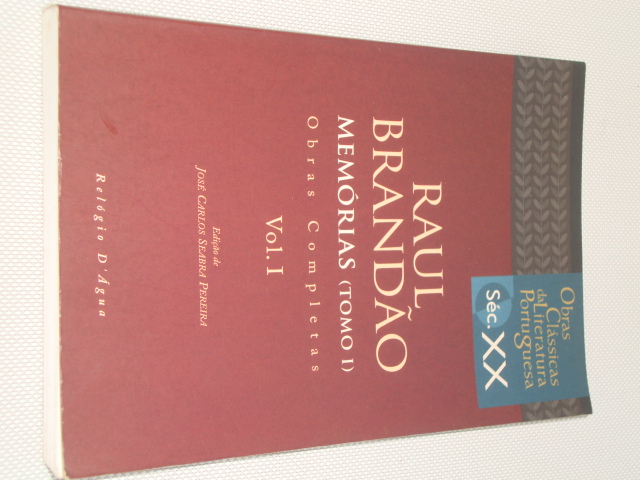 Obras
Clássicas
da Literatura
Portuguesa
Séc. XX
RAUL
BRANDÃO
MEMÓRIAS (TOMO I)
Obras Completas
Vol. I
Edição de
JOSÉ CARLOS SEABRA PEREIRA
Relógio D'Água